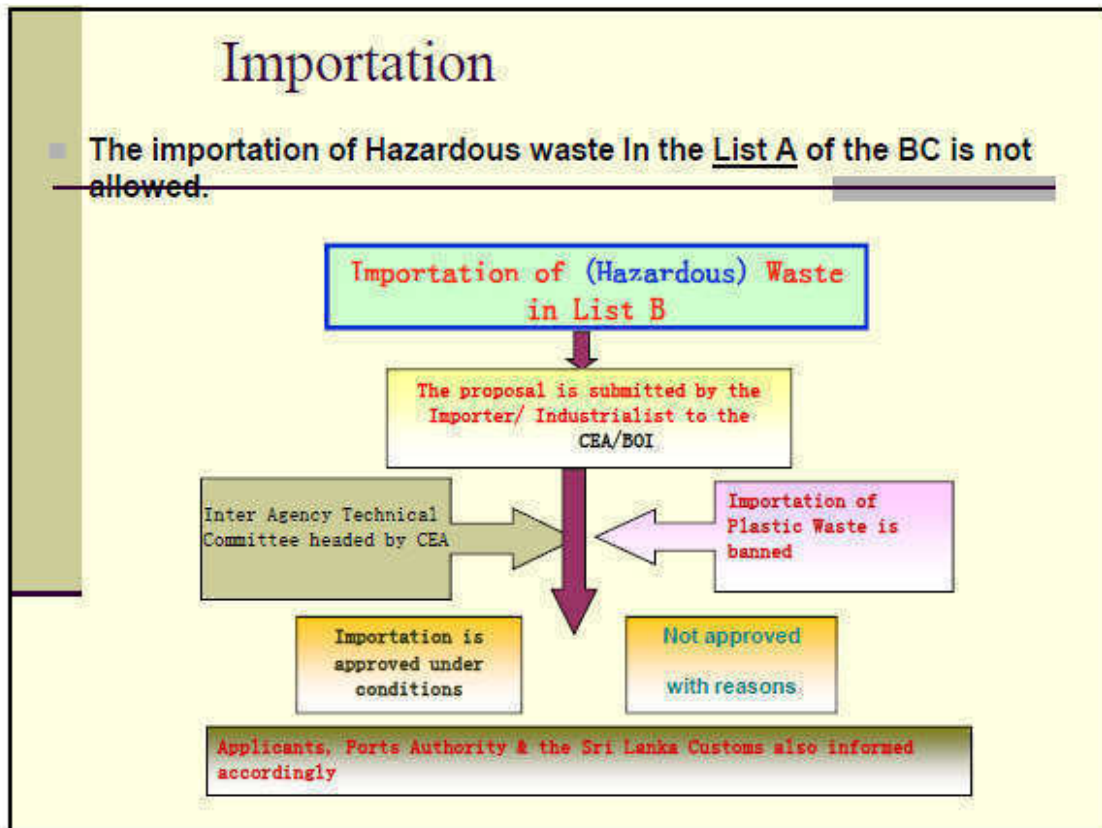 Importation
The importation of Hazardous waste In the List A of the BC is not
allowed.
Importation of (Hazardous) Waste
in List B
The proposal is submitted by the
Importer/ Industrialist to the
CEA/BOI
Inter Agency Technical
Committee headed by CEA
Importation of
Plastic Waste is
banned
Importation is
approved under
conditions
Not approved
with reasons
Applicants, Ports Authority & the Sri Lanka Customs also informed
accordingly